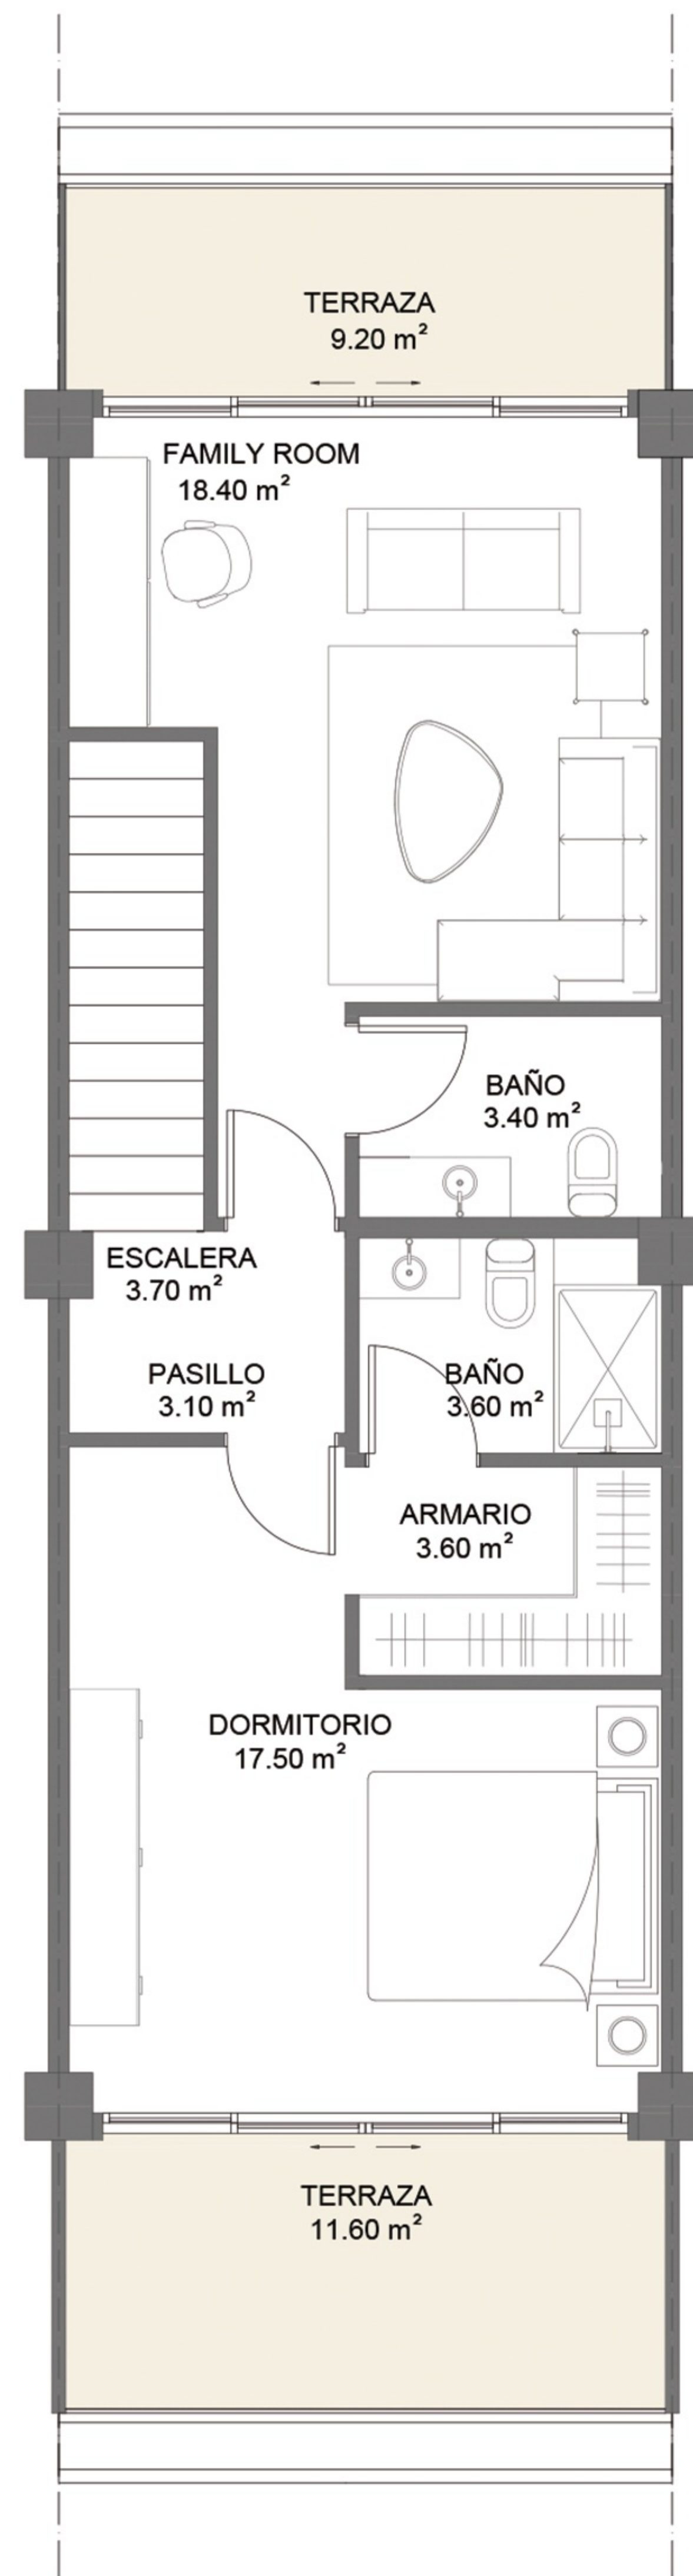 TERRAZA
9.20 m²
FAMILY ROOM
18.40 m²
BAÑO
3.40 m²
ESCALERA
3.70 m²
PASILLO
3.10 m²
BAÑO
3.60 m²
ARMARIO
3.60 m²
DORMITORIO
17.50 m²
TERRAZA
11.60 m²